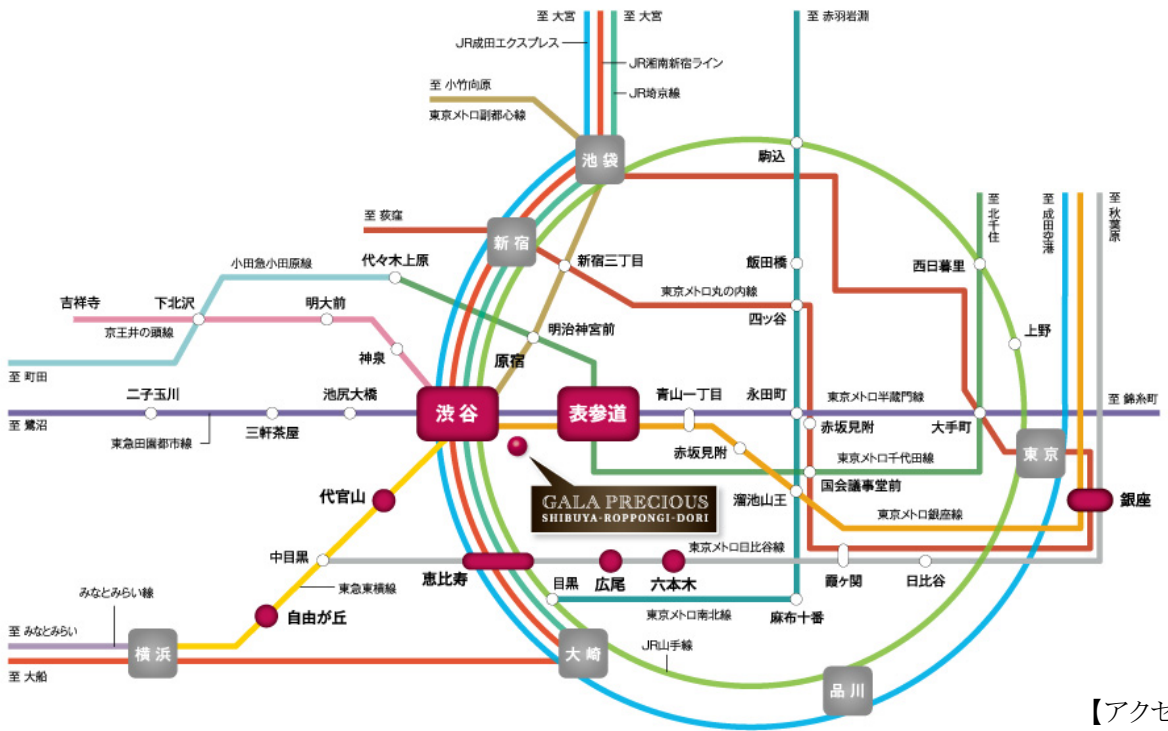 至 大宮
至 大宮
至 赤羽岩淵
JR成田エクスプレス
JR湘南新宿ライン
至 小竹向原
JR埼京線
東京メトロ副都心線
池袋
駒込
至 荻窪
至 北千住
至 成田空港
至 秋葉原
新宿
小田急小田原線
代々木上原
新宿三丁目
飯田橋
西日暮里
東京メトロ丸の内線
吉祥寺
下北沢
明大前
四ツ谷
京王井の頭線
明治神宮前
上野
神泉
原宿
至 町田
二子玉川
池尻大橋
渋谷
表参道
青山一丁目
永田町
東京メトロ半蔵門線
至 錦糸町
至 鷺沼
三軒茶屋
赤坂見附
大手町
東急田園都市線
赤坂見附
東京メトロ千代田線
東京
国会議事堂前
代官山
GALA PRECIOUS
SHIBUYA-ROPPONGI-DORI
溜池山王
銀座
東京メトロ銀座線
中目黒
東京メトロ日比谷線
恵比寿
広尾
六本木
霞ヶ関
日比谷
東急東横線
目黒
みなとみらい線
自由が丘
東京メトロ南北線
麻布十番
至 みなとみらい
横浜
大崎
JR山手線
至 大船
品川
【アクセ